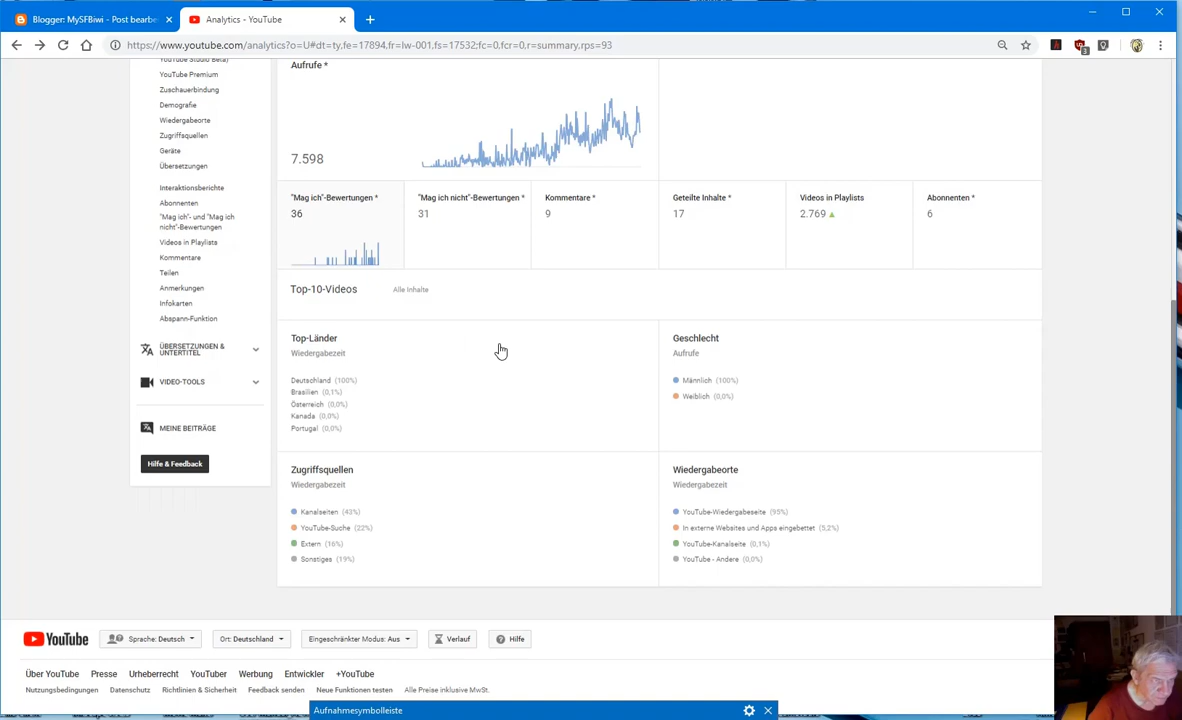 Blogger: MySFBiwi - Post bearbe
Analytics - YouTube
https://www.youtube.com/analytics?o=U#dt=ty,fe=17894,fr=lw-001,fs=17532;fc=0,fcr=0,r=summary,rps=93
YouTube Studio Beta)
YouTube Premium
Zuschauerbindung
Demografie
Wiedergabeorte
Zugriffsquellen
Geräte
Übersetzungen
Interaktionsberichte
Abonnenten
"Mag ich"- und "Mag ich
nicht"-Bewertungen
Videos in Playlists
Kommentare
Teilen
Anmerkungen
Infokarten
Abspann-Funktion
ÜBERSETZUNGEN &
UNTERTITEL
VIDEO-TOOLS
MEINE BEITRÄGE
Hilfe & Feedback
Aufrufe *
7.598
"Mag ich"-Bewertungen *
36
"Mag ich nicht"-Bewertungen *
31
Kommentare *
9
Geteilte Inhalte *
17
Videos in Playlists
2.769
Abonnenten *
6
Top-10-Videos Alle Inhalte
Top-Länder
Wiedergabezeit
Deutschland (100%)
Brasilien (0,1%)
Österreich (0,0%)
Kanada (0,0%)
Portugal (0,0%)
Geschlecht
Aufrufe
Männlich (100%)
Weiblich (0,0%)
Zugriffsquellen
Wiedergabezeit
Kanalseiten (43%)
YouTube-Suche (22%)
Extern (16%)
Sonstiges (19%)
Wiedergabeorte
Wiedergabezeit
YouTube-Wiedergabeseite (95%)
In externe Websites und Apps eingebettet (5,2%)
YouTube-Kanalseite (0,1%)
YouTube - Andere (0,0%)
YouTube Sprache: Deutsch Ort: Deutschland Eingeschränkter Modus: Aus Verlauf Hilfe
Über YouTube Presse Urheberrecht YouTuber Werbung Entwickler +YouTube
Nutzungsbedingungen Datenschutz Richtlinien & Sicherheit Feedback senden Neue Funktionen testen Alle Preise inklusive MwSt.
Aufnahmesymbolleiste